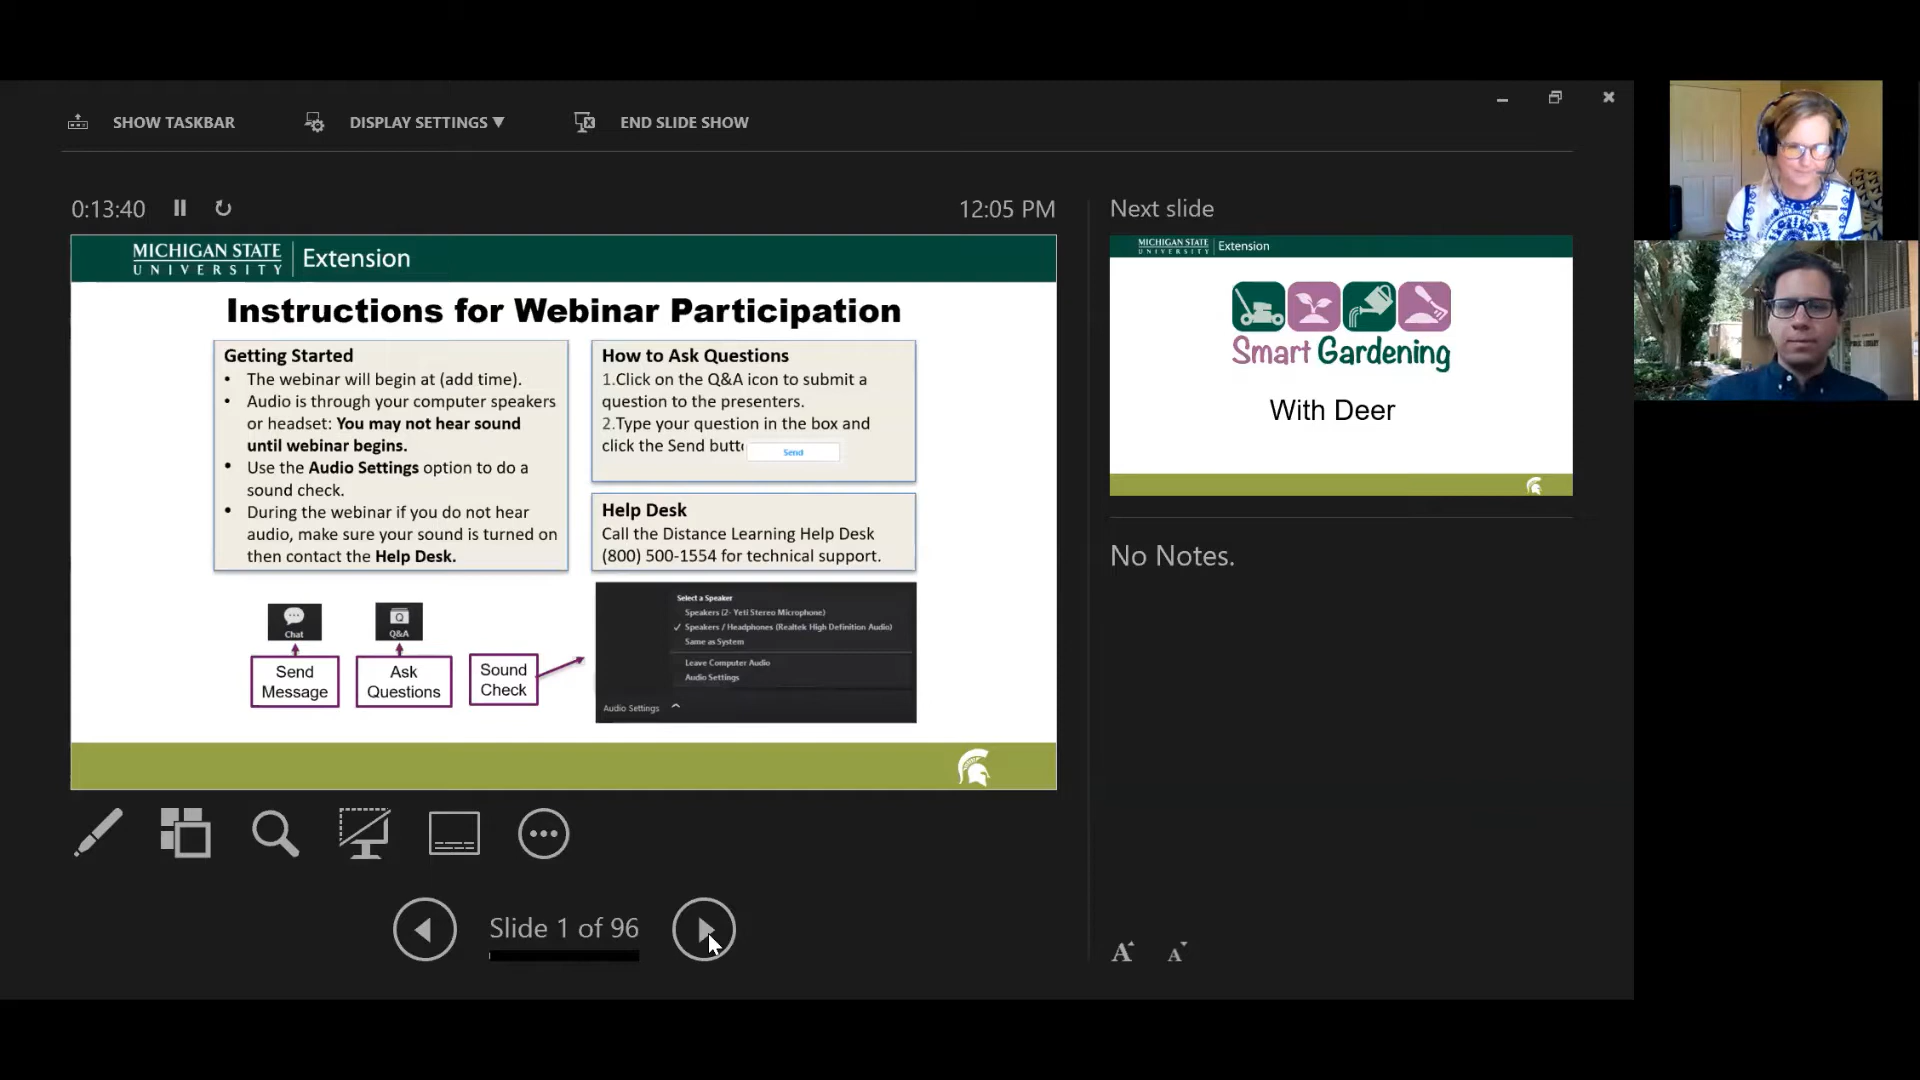 SHOW TASKBAR
DISPLAY SETTINGS ▼
END SLIDE SHOW
0:13:40
12:05 PM
MICHIGAN STATE
UNIVERSITY
Extension
Instructions for Webinar Participation
Getting Started
• The webinar will begin at (add time).
• Audio is through your computer speakers
or headset: You may not hear sound
until webinar begins.
• Use the Audio Settings option to do a
sound check.
• During the webinar if you do not hear
audio, make sure your sound is turned on
then contact the Help Desk.
How to Ask Questions
1.Click on the Q&A icon to submit a
question to the presenters.
2.Type your question in the box and
click the Send butt
Send
Help Desk
Call the Distance Learning Help Desk
(800) 500-1554 for technical support.
Chat
Send
Message
Q
Q&A
Ask
Questions
Sound
Check
Select a Speaker
Speakers (2- Yeti Stereo Microphone)
✓ Speakers / Headphones (Realtek High Definition Audio)
Same as System
Leave Computer Audio
Audio Settings
Audio Settings ^
Slide 1 of 96
Next slide
MICHIGAN STATE
UNIVERSITY
Extension
Smart Gardening
With Deer
No Notes.
A A
PUBLIC LIBRARY